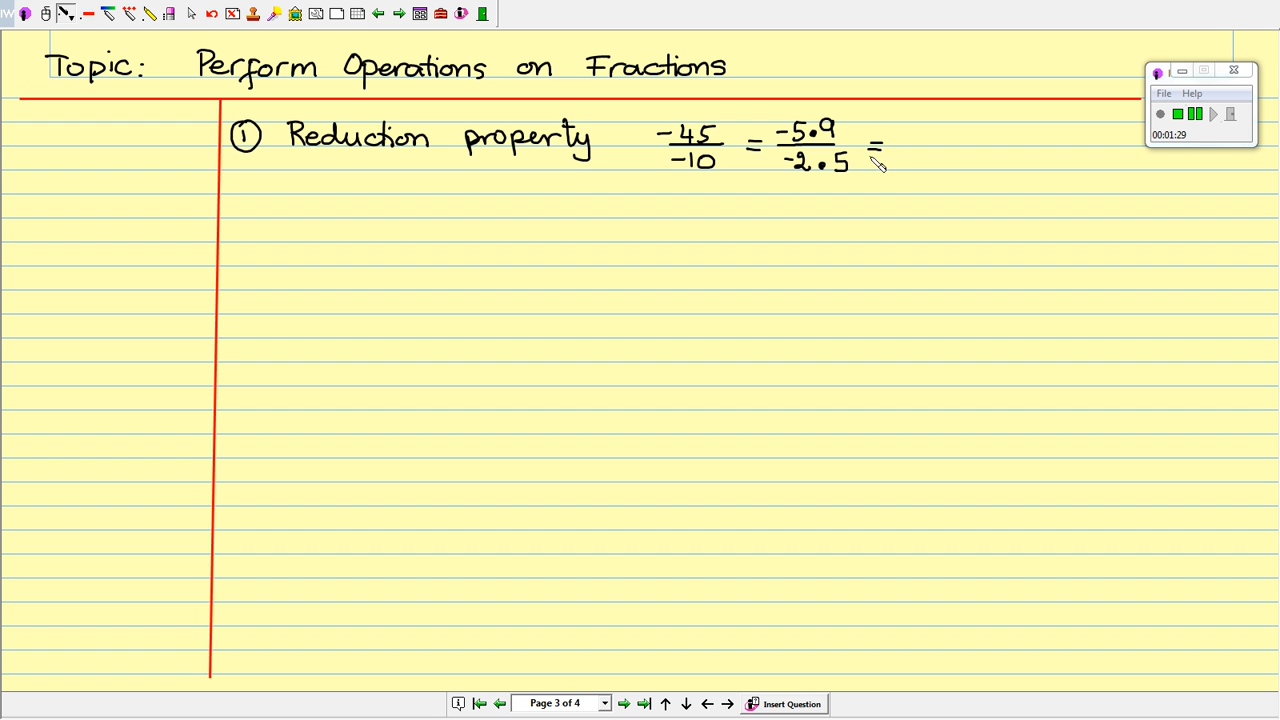 Topic: Perform Operations on Fractions
File Help
00:01:29
① Reduction property -45/-10 = -5•9/-2•5 =
Page 3 of 4
Insert Question